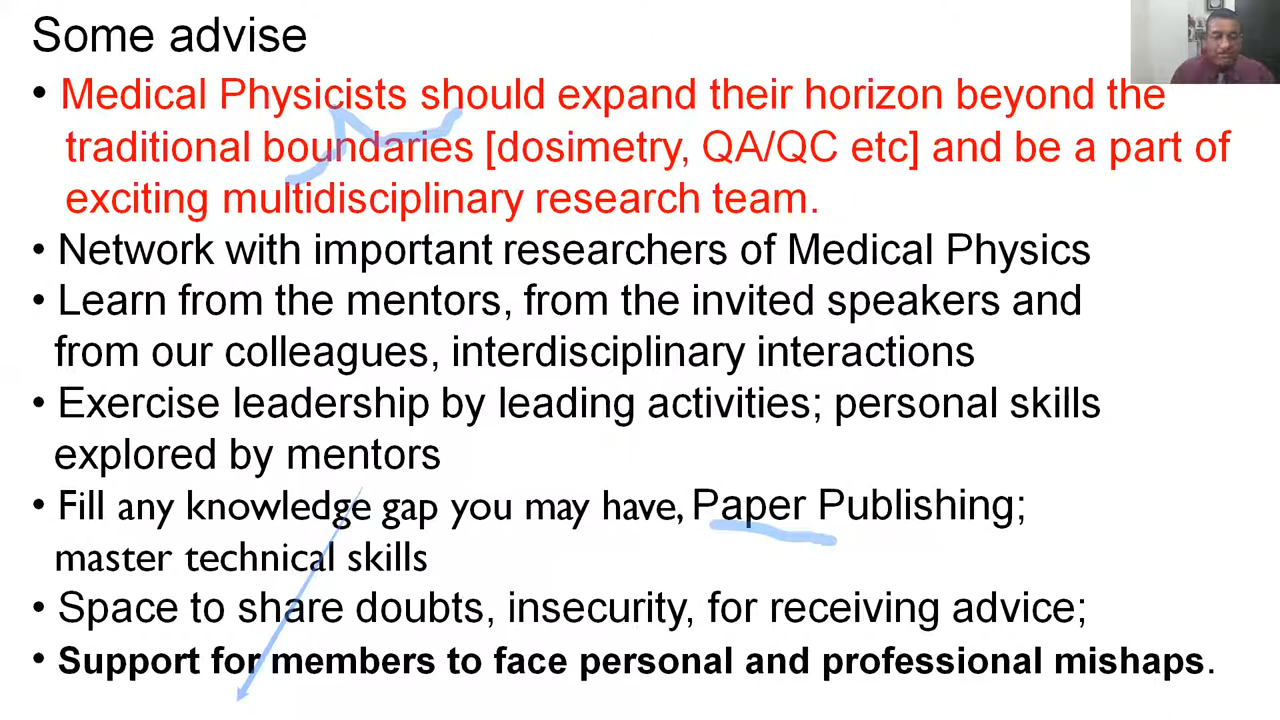 Some advise
• Medical Physicists should expand their horizon beyond the
traditional boundaries [dosimetry, QA/QC etc] and be a part of
exciting multidisciplinary research team.
• Network with important researchers of Medical Physics
• Learn from the mentors, from the invited speakers and
from our colleagues, interdisciplinary interactions
• Exercise leadership by leading activities; personal skills
explored by mentors
• Fill any knowledge gap you may have, Paper Publishing;
master technical skills
• Space to share doubts, insecurity, for receiving advice;
• Support for members to face personal and professional mishaps.